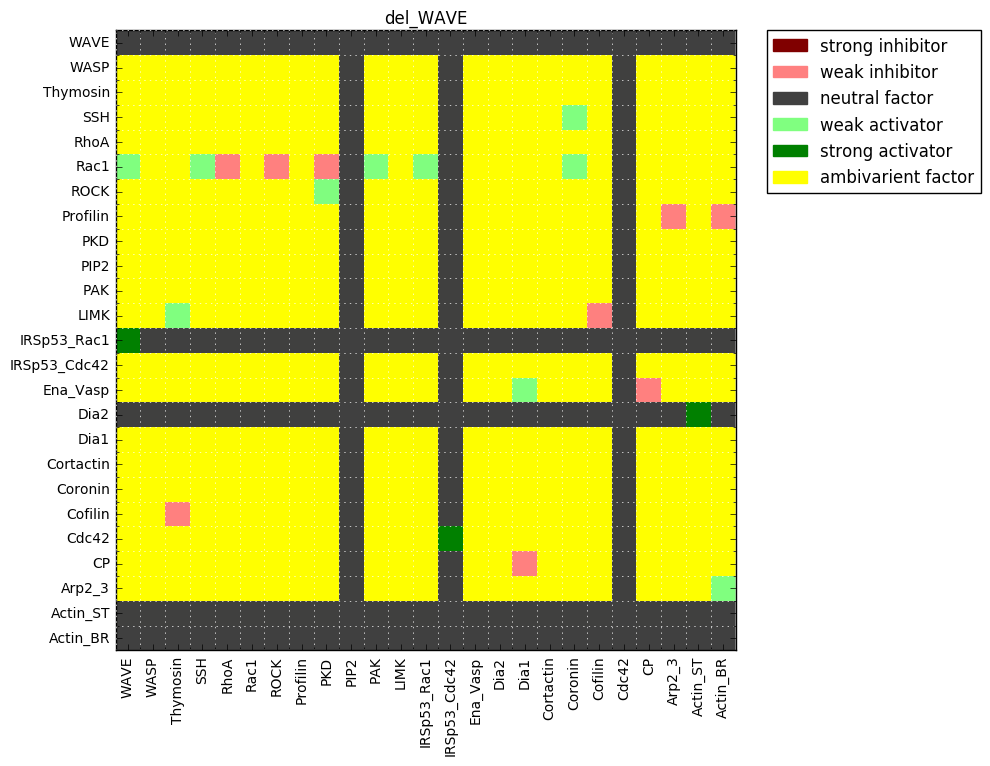 del_WAVE
WAVE
WASP
Thymosin
SSH
RhoA
Rac1
ROCK
Profilin
PKD
PIP2
PAK
LIMK
IRSp53_Rac1
IRSp53_Cdc42
Ena_Vasp
Dia2
Dia1
Cortactin
Coronin
Cofilin
Cdc42
CP
Arp2_3
Actin_ST
Actin_BR
WAVE
WASP
Thymosin
SSH
RhoA
Rac1
ROCK
Profilin
PKD
PIP2
PAK
LIMK
IRSp53_Rac1
IRSp53_Cdc42
Ena_Vasp
Dia2
Dia1
Cortactin
Coronin
Cofilin
Cdc42
CP
Arp2_3
Actin_ST
Actin_BR
strong inhibitor
weak inhibitor
neutral factor
weak activator
strong activator
ambivarient factor